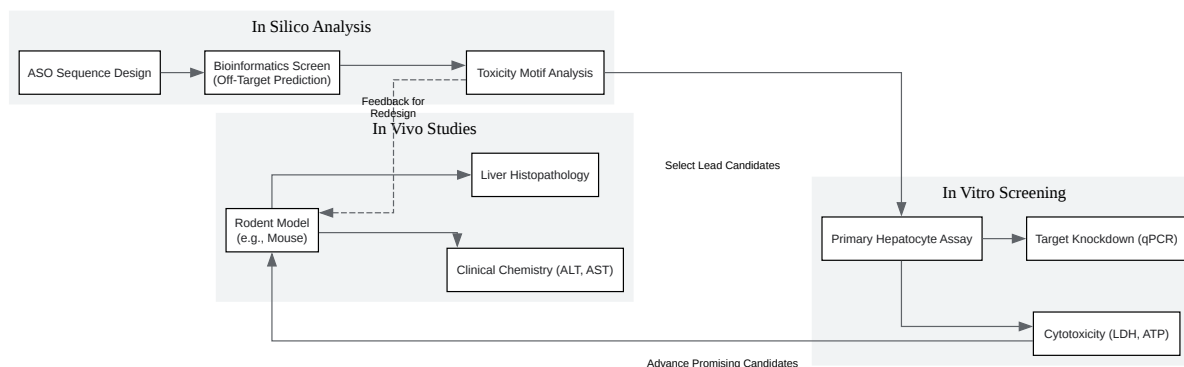 In Silico Analysis
ASO Sequence Design
Bioinformatics Screen
(Off-Target Prediction)
Toxicity Motif Analysis
Feedback for
Redesign
In Vivo Studies
Liver Histopathology
Rodent Model
(e.g., Mouse)
Clinical Chemistry (ALT, AST)
Select Lead Candidates
In Vitro Screening
Primary Hepatocyte Assay
Target Knockdown (qPCR)
Cytotoxicity (LDH, ATP)
Advance Promising Candidates